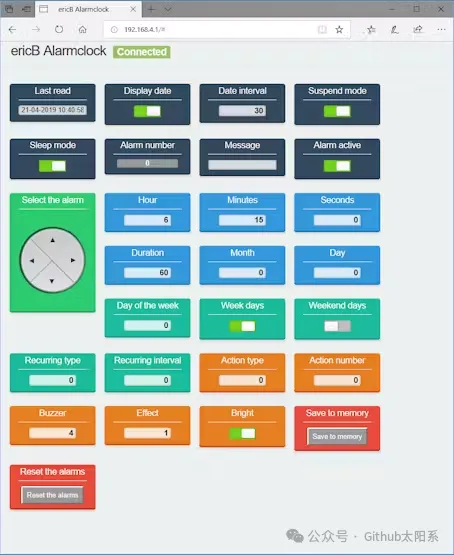 ericB Alarmclock
192.168.4.1/#
ericB Alarmclock Connected
Last read
Display date
Date interval
Suspend mode
21-04-2019 10:40:58
30
Sleep mode
Alarm number
Message
Alarm active
0
Select the alarm
Hour
Minutes
Seconds
6
15
0
Duration
Month
Day
60
0
0
Day of the week
Week days
Weekend days
0
Recurring type
Recurring interval
Action type
Action number
0
0
0
0
Buzzer
Effect
Bright
Save to memory
4
1
Save to memory
Reset the alarms
Reset the alarms
公众号 · Github太阳系